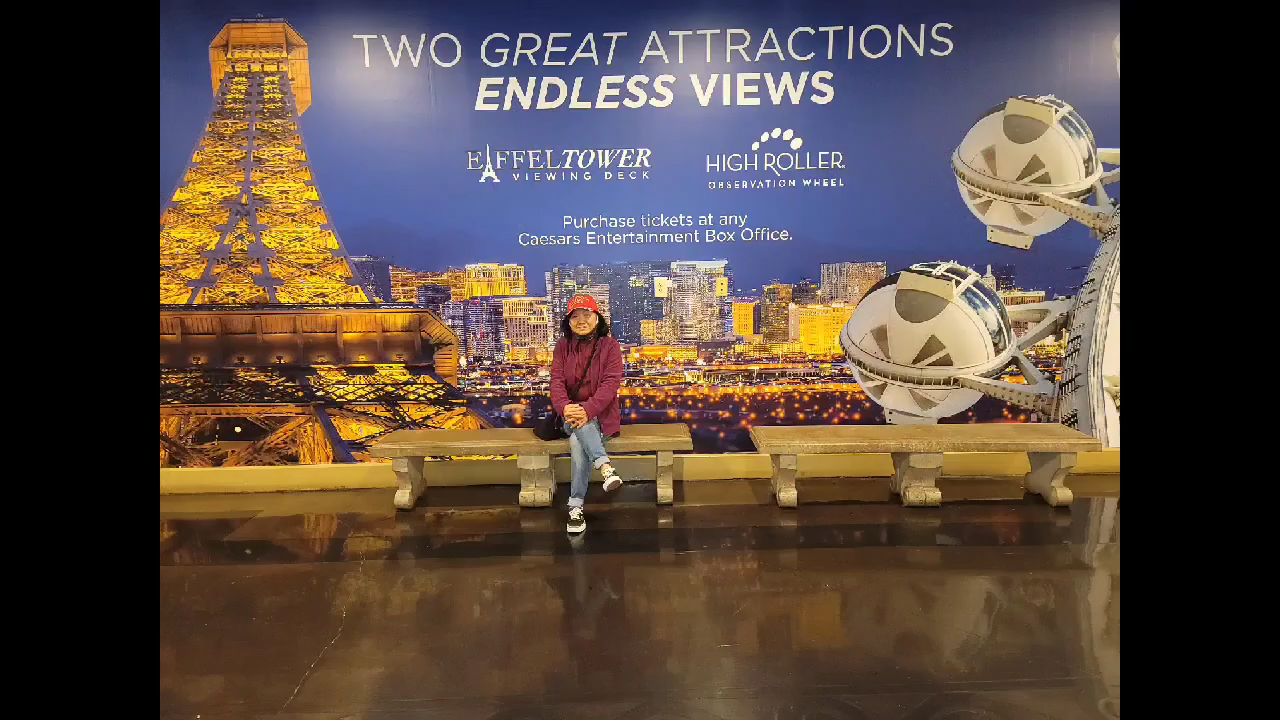 TWO GREAT ATTRACTIONS
ENDLESS VIEWS
EIFFEL TOWER
VIEWING DECK
HIGH ROLLER
OBSERVATION WHEEL
Purchase tickets at any
Caesars Entertainment Box Office.